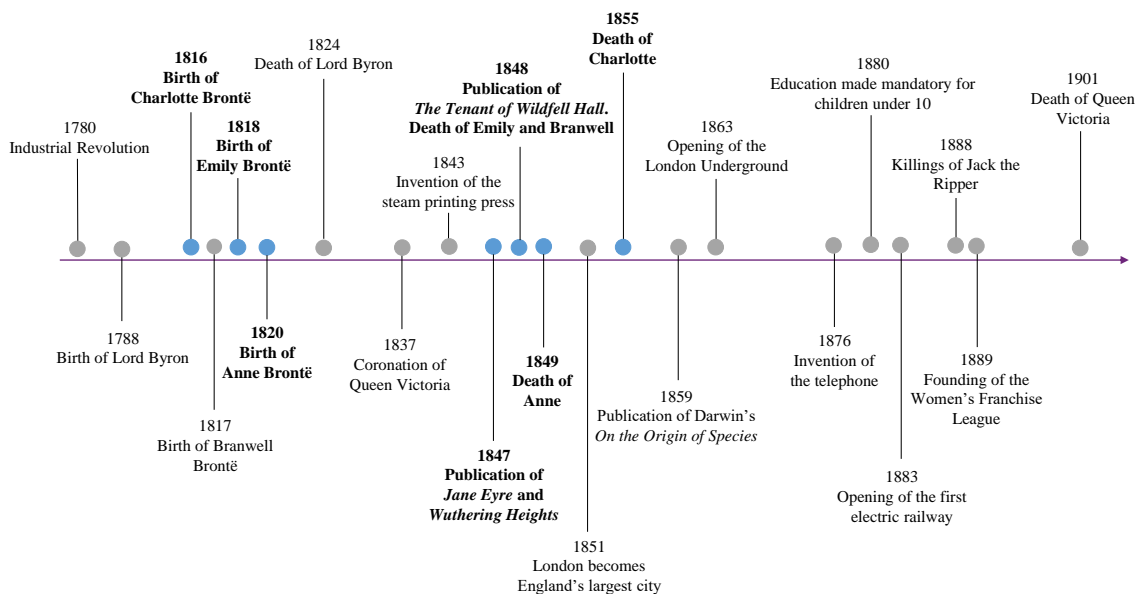 1780
Industrial Revolution
1788
Birth of Lord Byron
1816
Birth of
Charlotte Brontë
1817
Birth of Branwell
Brontë
1818
Birth of
Emily Brontë
1820
Birth of
Anne Brontë
1824
Death of Lord Byron
1837
Coronation of
Queen Victoria
1843
Invention of the
steam printing press
1847
Publication of
Jane Eyre and
Wuthering Heights
1848
Publication of
The Tenant of Wildfell Hall.
Death of Emily and Branwell
1849
Death of
Anne
1851
London becomes
England’s largest city
1855
Death of
Charlotte
1859
Publication of Darwin’s
On the Origin of Species
1863
Opening of the
London Underground
1876
Invention of
the telephone
1880
Education made mandatory for
children under 10
1883
Opening of the first
electric railway
1888
Killings of Jack the
Ripper
1889
Founding of the
Women’s Franchise
League
1901
Death of Queen
Victoria